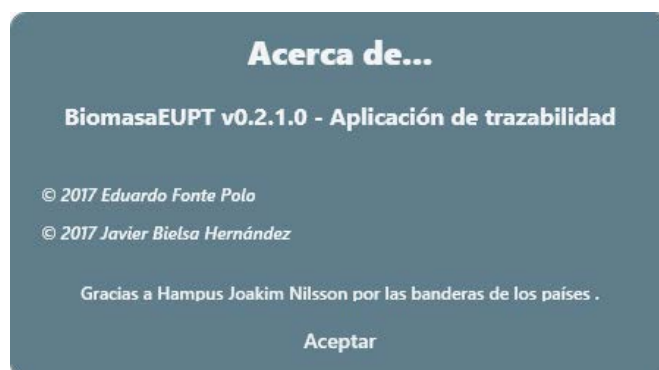 Acerca de...
BiomasaEUPT v0.2.1.0 - Aplicación de trazabilidad
© 2017 Eduardo Fonte Polo
© 2017 Javier Bielsa Hernández
Gracias a Hampus Joakim Nilsson por las banderas de los países .
Aceptar